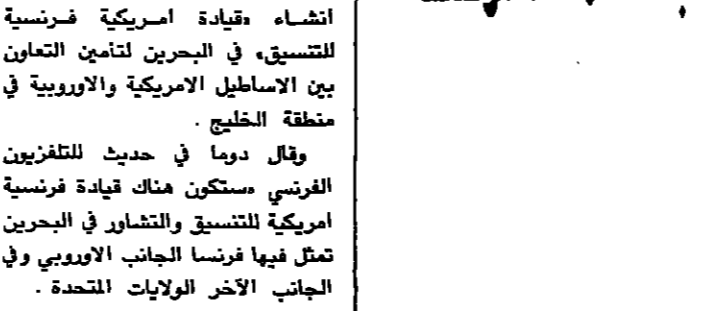 انشاء «قيادة امريكية فرنسية
للتنسيق» في البحرين لتامين التعاون
بين الاساطيل الامريكية والاوروبية في
منطقة الخليج .
وقال دوما في حديث للتلفزيون
الفرنسي «ستكون هناك قيادة فرنسية
امريكية للتنسيق والتشاور في البحرين
تمثل فيها فرنسا الجانب الاوروبي وفي
الجانب الآخر الولايات المتحدة .